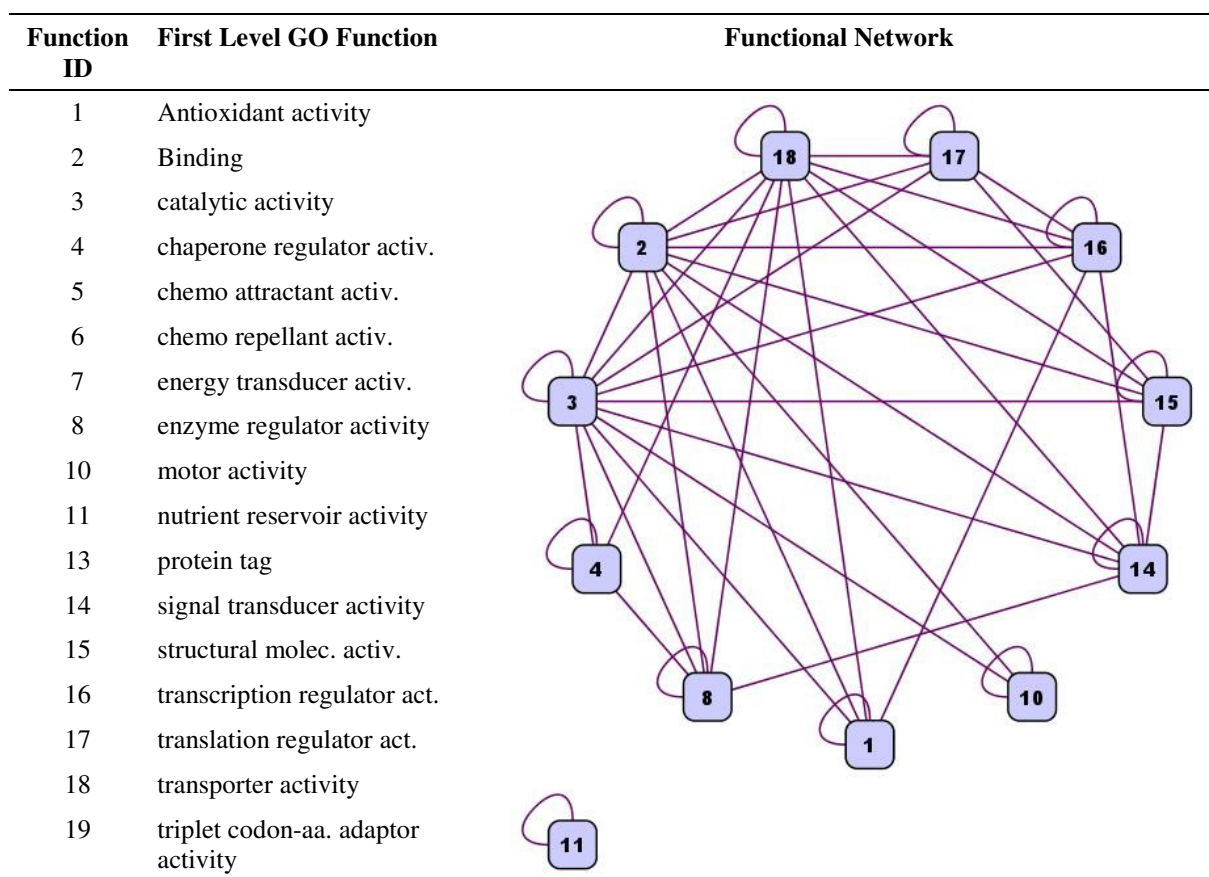 Function ID First Level GO Function Functional Network
1 Antioxidant activity
2 Binding
3 catalytic activity
4 chaperone regulator activ.
5 chemo attractant activ.
6 chemo repellant activ.
7 energy transducer activ.
8 enzyme regulator activity
10 motor activity
11 nutrient reservoir activity
13 protein tag
14 signal transducer activity
15 structural molec. activ.
16 transcription regulator act.
17 translation regulator act.
18 transporter activity
19 triplet codon-aa. adaptor
activity
18 17
2 16
3 15
4 14
8 10
1
11